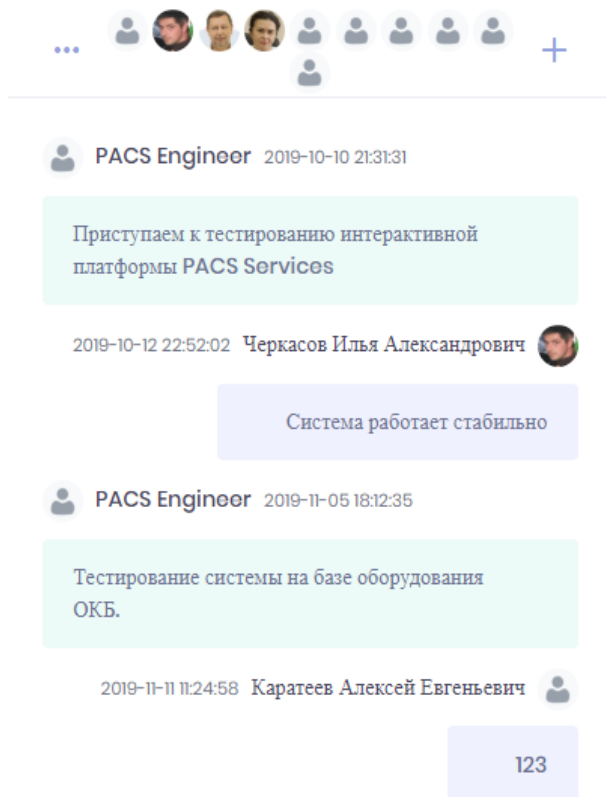 PACS Engineer 2019-10-10 21:31:31
Приступаем к тестированию интерактивной
платформы PACS Services
2019-10-12 22:52:02 Черкасов Илья Александрович
Система работает стабильно
PACS Engineer 2019-11-05 18:12:35
Тестирование системы на базе оборудования
ОКБ.
2019-11-11 11:24:58 Каратеев Алексей Евгеньевич
123